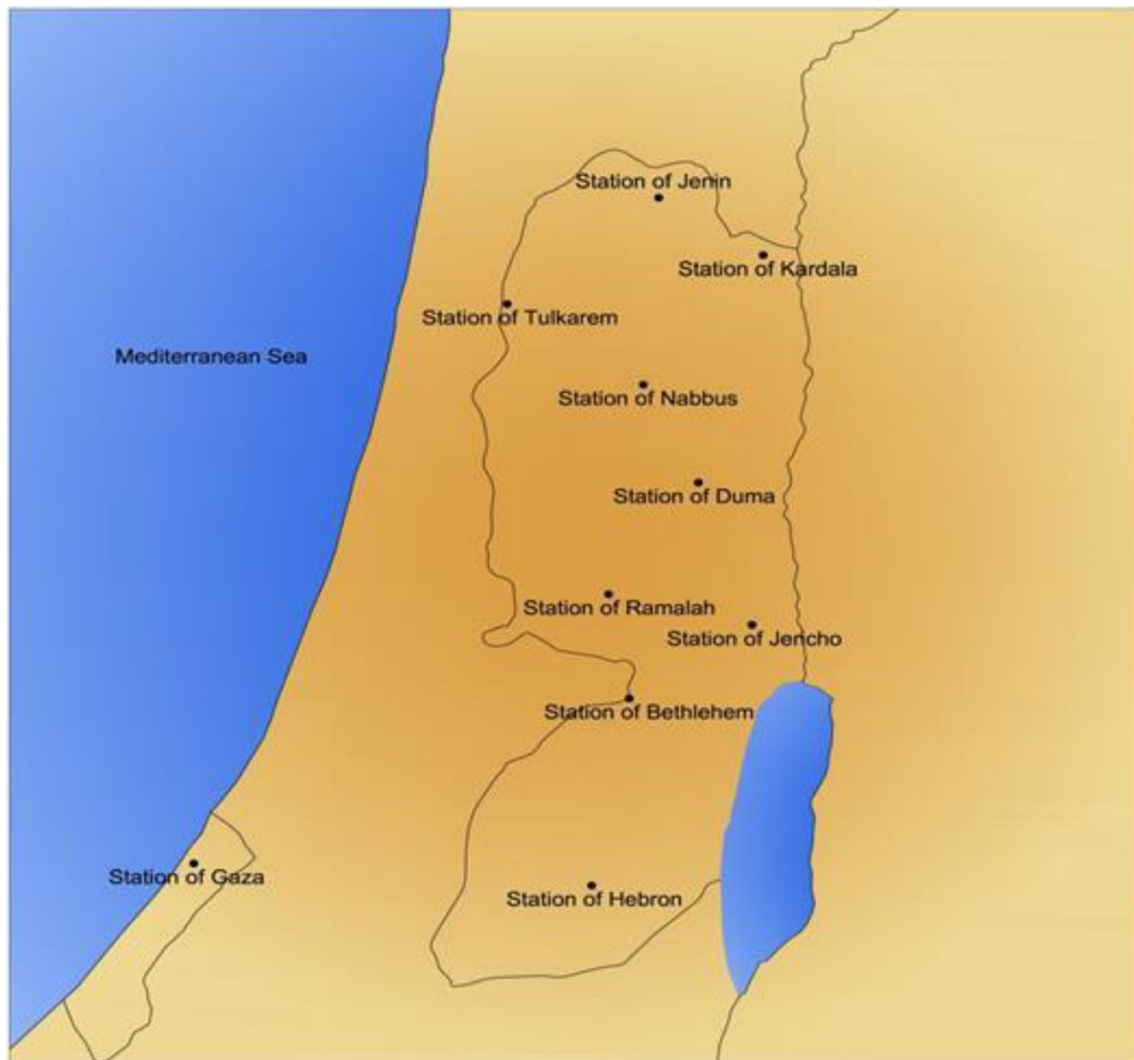 Station of Jenin
Station of Kardala
Station of Tulkarem
Mediterranean Sea
Station of Nabbus
Station of Duma
Station of Ramalah
Station of Jencho
Station of Bethlehem
Station of Gaza
Station of Hebron